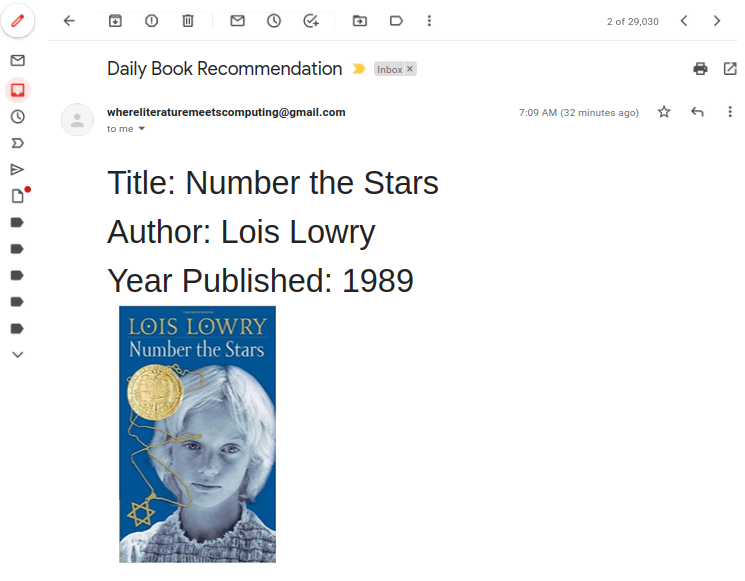 2 of 29,030
Daily Book Recommendation
Inbox ×
whereliteraturemeetscomputing@gmail.com
7:09 AM (32 minutes ago)
to me
Title: Number the Stars
Author: Lois Lowry
Year Published: 1989
LOIS LOWRY
Number the Stars